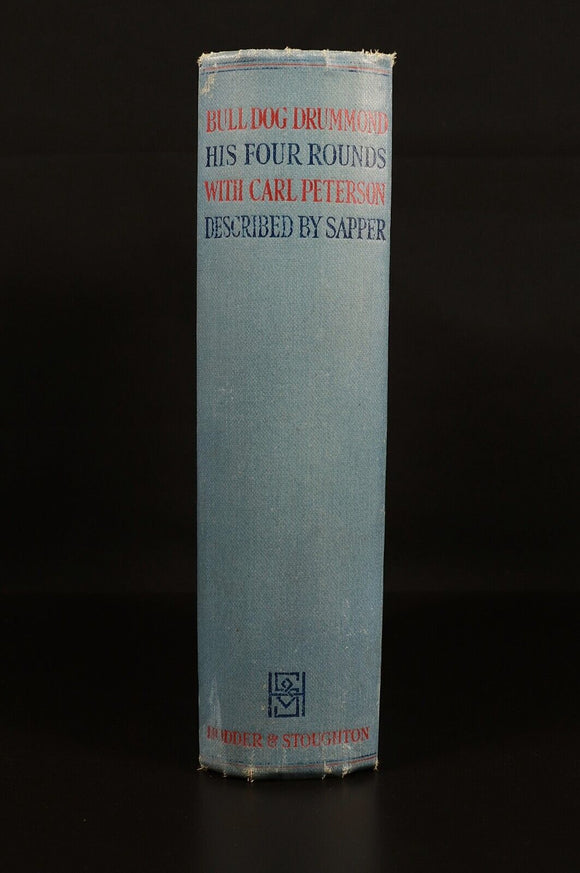 BULL DOG DRUMMOND
HIS FOUR ROUNDS
WITH CARL PETERSON
DESCRIBED BY SAPPER
HODDER & STOUGHTON